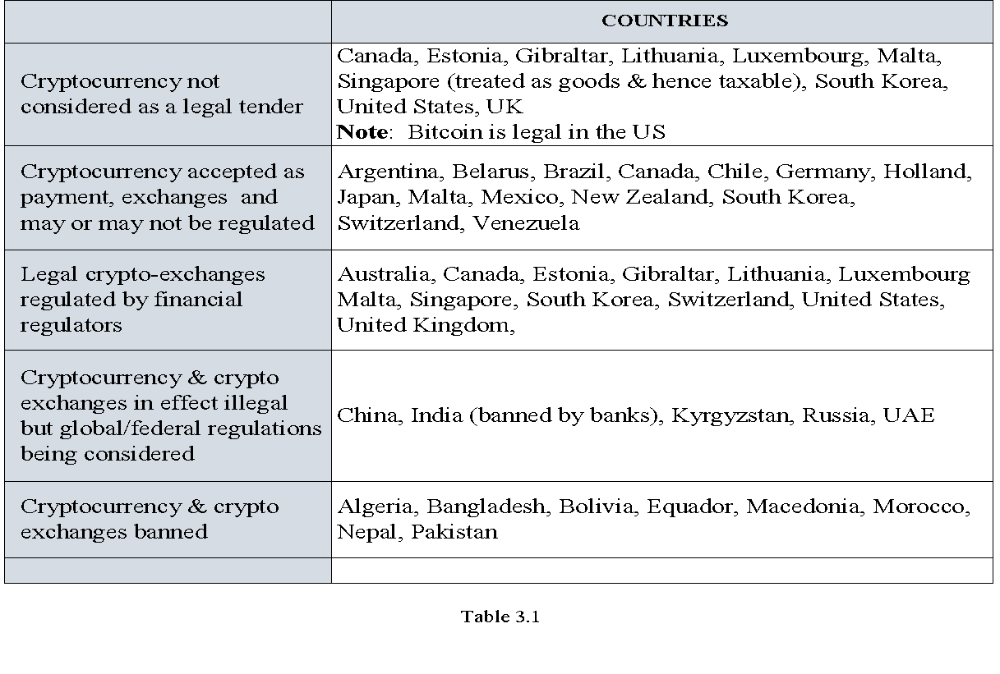 COUNTRIES
Cryptocurrency not
considered as a legal tender
Canada, Estonia, Gibraltar, Lithuania, Luxembourg, Malta,
Singapore (treated as goods & hence taxable), South Korea,
United States, UK
Note:  Bitcoin is legal in the US
Cryptocurrency accepted as
payment, exchanges  and
may or may not be regulated
Argentina, Belarus, Brazil, Canada, Chile, Germany, Holland,
Japan, Malta, Mexico, New Zealand, South Korea,
Switzerland, Venezuela
Legal crypto-exchanges
regulated by financial
regulators
Australia, Canada, Estonia, Gibraltar, Lithuania, Luxembourg
Malta, Singapore, South Korea, Switzerland, United States,
United Kingdom,
Cryptocurrency & crypto
exchanges in effect illegal
but global/federal regulations
being considered
China, India (banned by banks), Kyrgyzstan, Russia, UAE
Cryptocurrency & crypto
exchanges banned
Algeria, Bangladesh, Bolivia, Equador, Macedonia, Morocco,
Nepal, Pakistan
Table 3.1